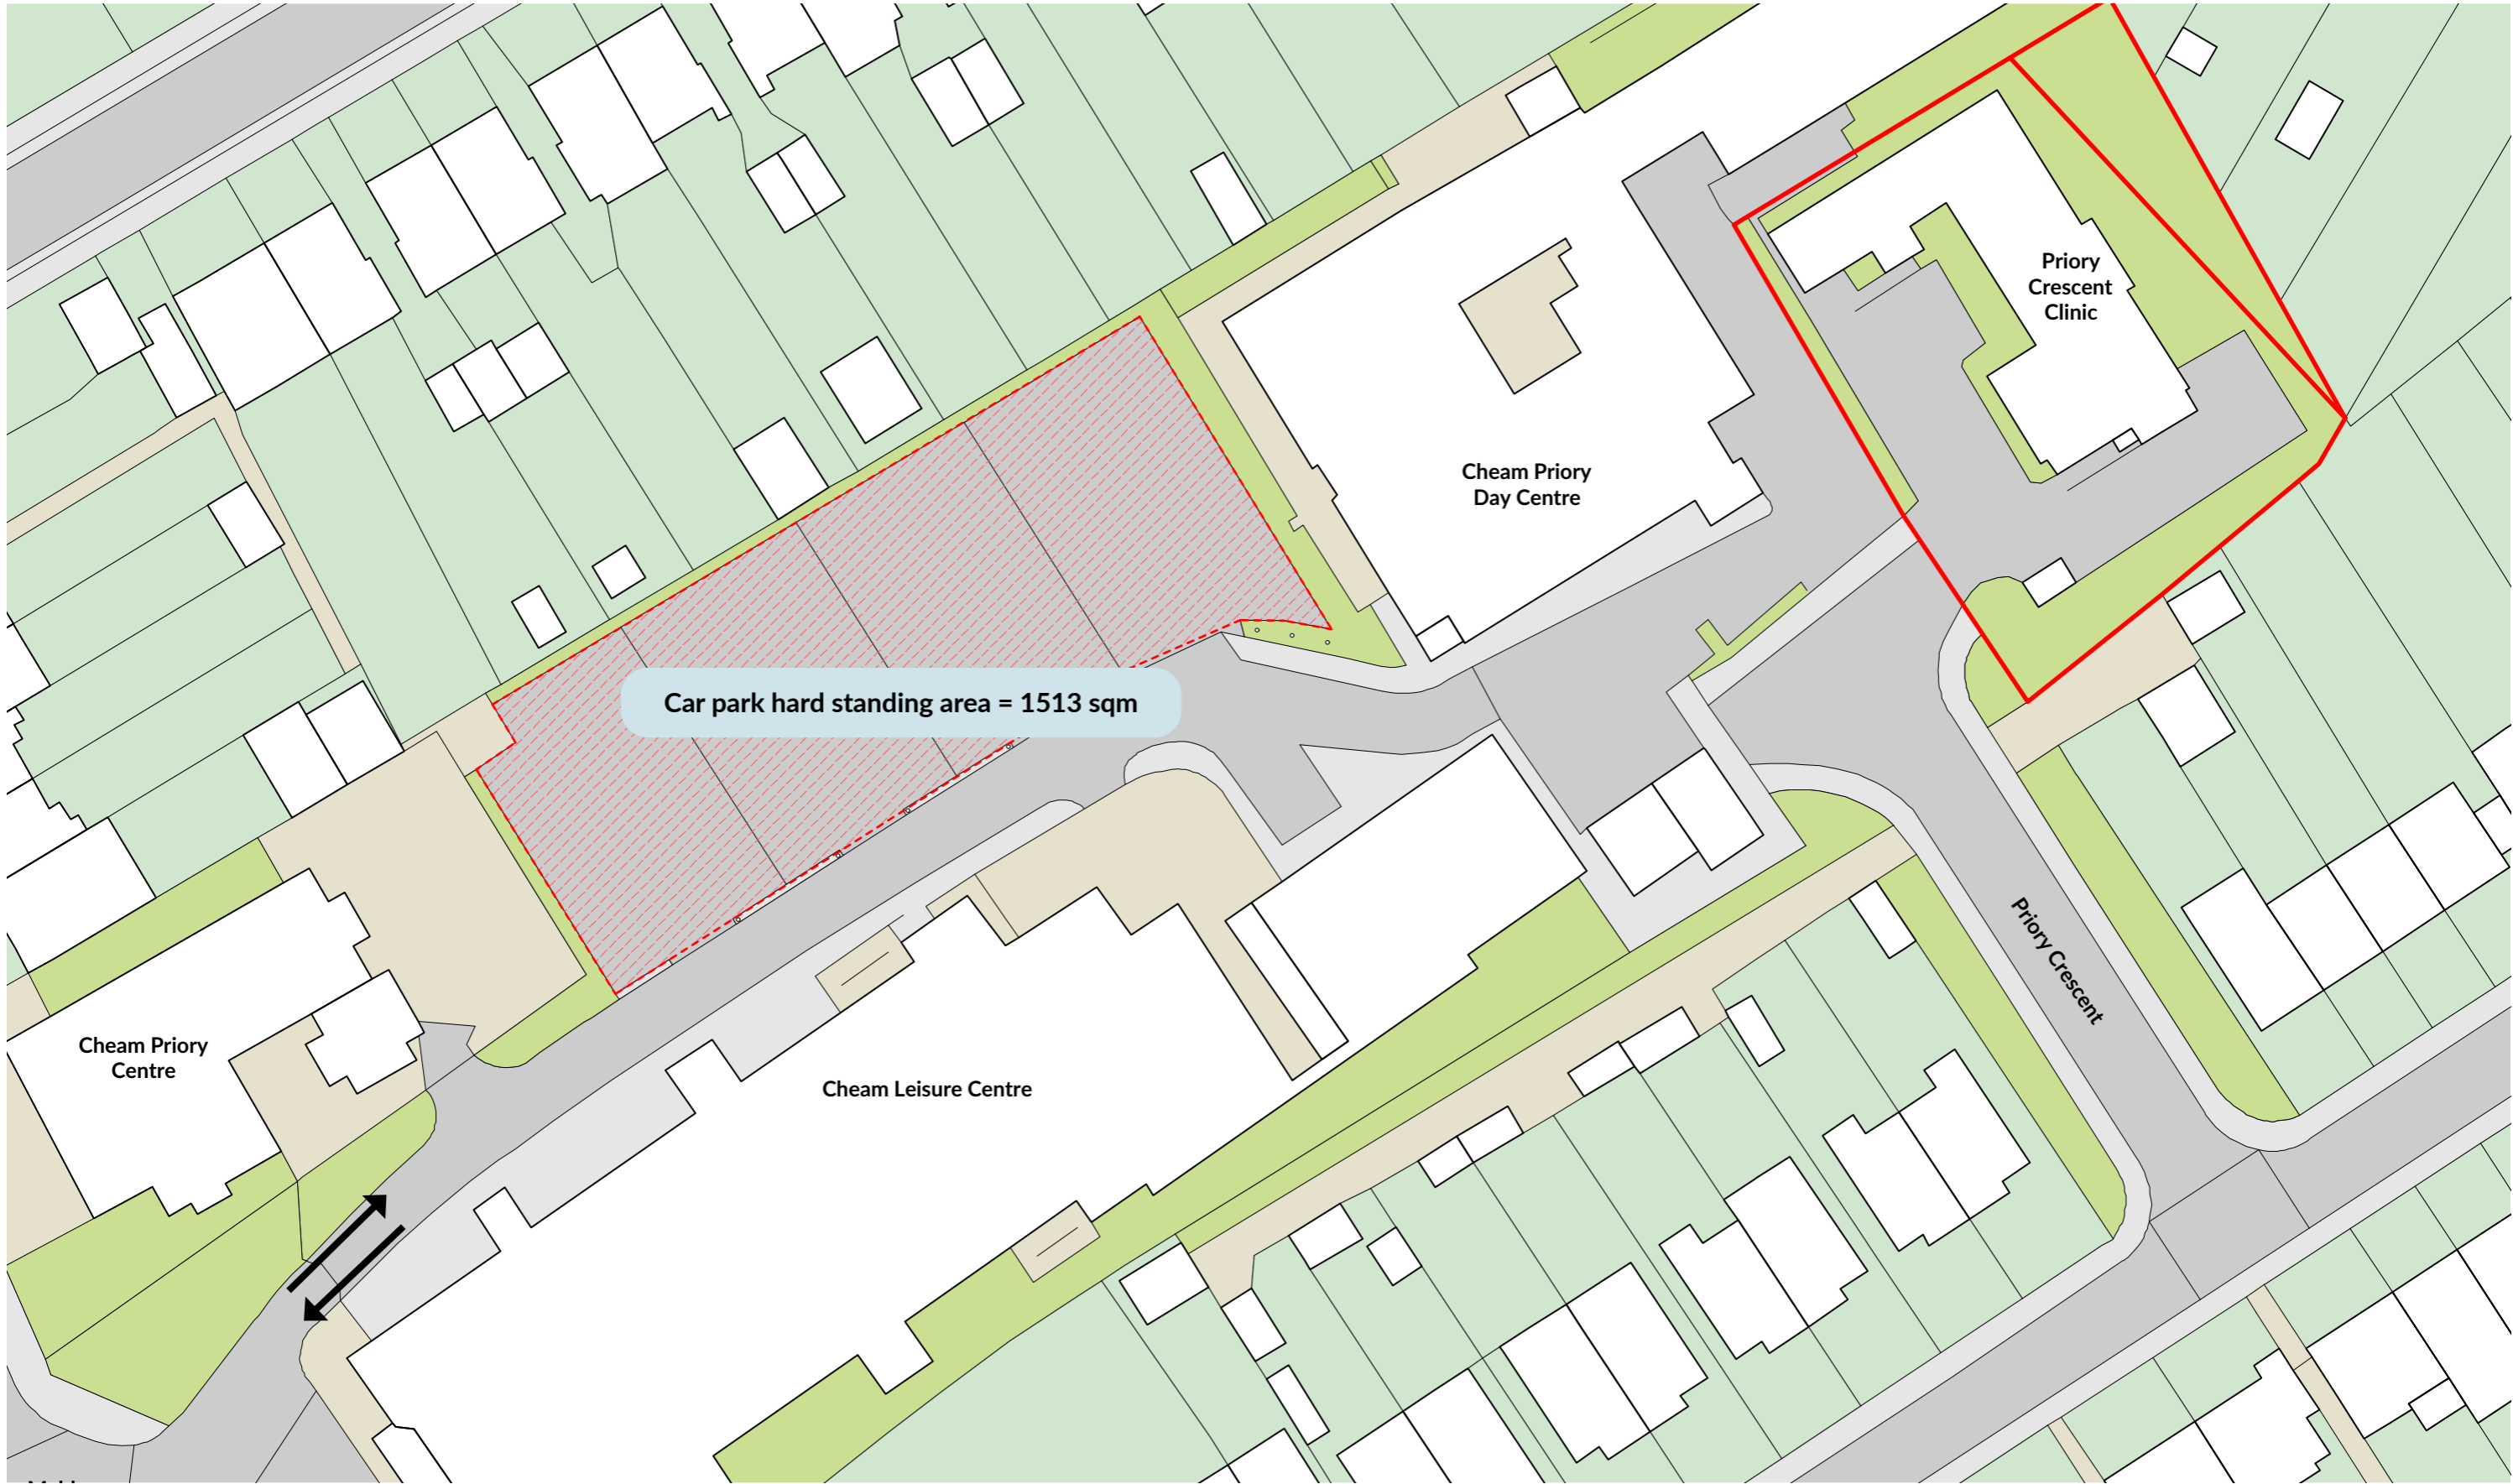 Priory
Crescent
Clinic
Cheam Priory
Day Centre
Car park hard standing area = 1513 sqm
Priory Crescent
Cheam Priory
Centre
Cheam Leisure Centre